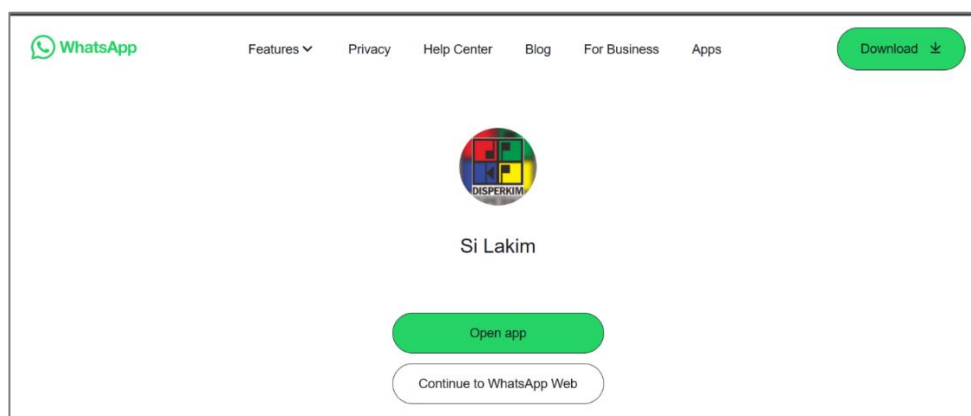 WhatsApp Features Privacy Help Center Blog For Business Apps Download
DISPERKIM
Si Lakim
Open app
Continue to WhatsApp Web